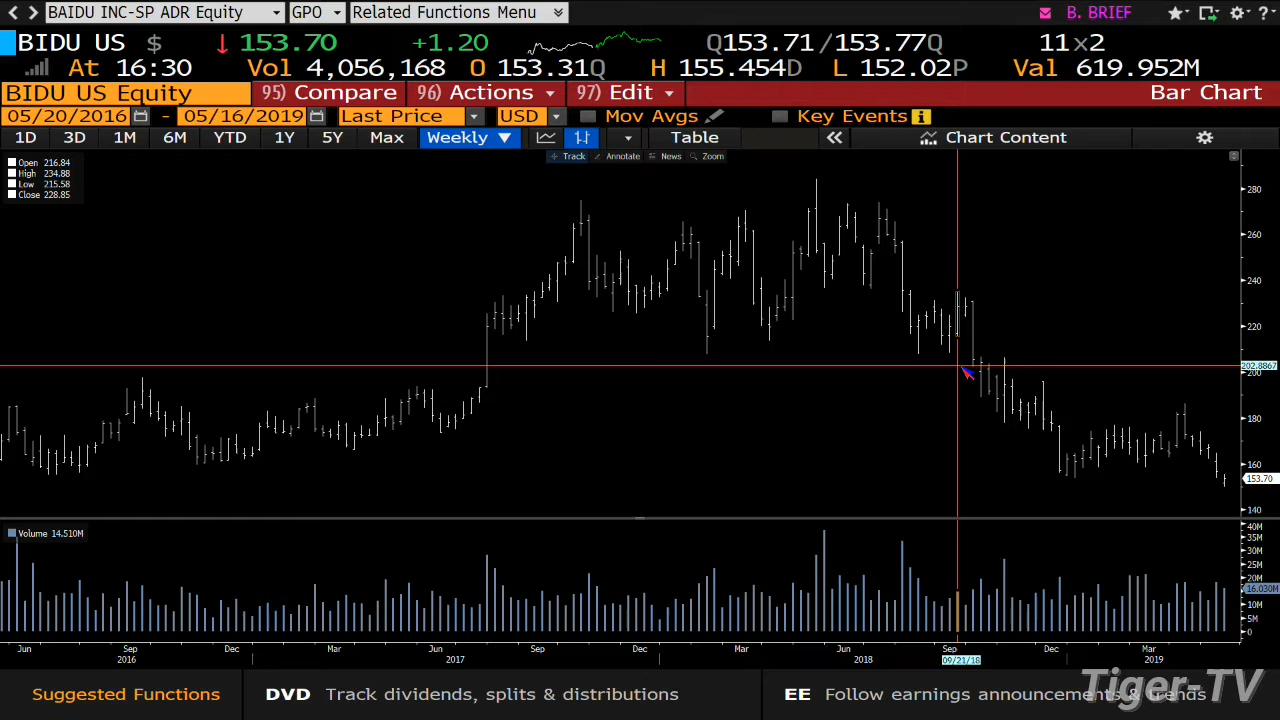 BAIDU INC-SP ADR Equity GPO Related Functions Menu B. BRIEF ?
BIDU US $ ↓ 153.70 +1.20 Q153.71/153.77Q 11x2
At 16:30 Vol 4,056,168 O 153.31Q H 155.454D L 152.02P Val 619.952M
BIDU US Equity 95) Compare 96) Actions 97) Edit Bar Chart
05/20/2016 - 05/16/2019 Last Price USD Mov Avgs Key Events i
1D 3D 1M 6M YTD 1Y 5Y Max Weekly Table Chart Content
Track Annotate News Zoom
Open 216.84
High 234.88
Low 215.58
Close 228.85
280
260
240
220
202.8867
200
180
160
153.70
140
Volume 14.510M
40M
35M
30M
25M
20M
16.030M
10M
5M
0
Jun Sep Dec Mar Jun Sep Dec Mar Jun Sep Dec Mar
2016 2017 2018 09/21/18 2019
Suggested Functions DVD Track dividends, splits & distributions EE Follow earnings announcements & trends
Tiger-TV